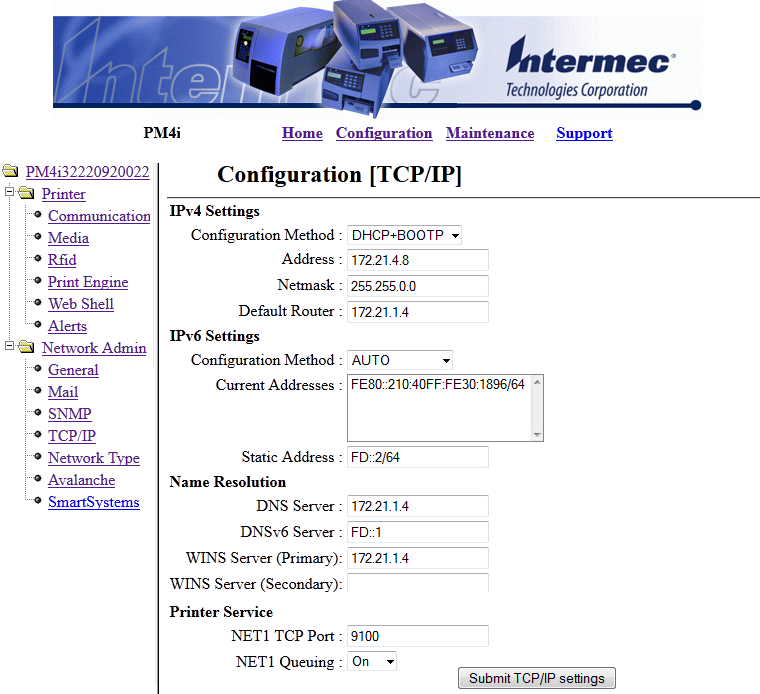 Intermec
Intermec
Technologies Corporation
PM4i Home Configuration Maintenance Support
PM4i32220920022
Printer
Communication
Media
Rfid
Print Engine
Web Shell
Alerts
Network Admin
General
Mail
SNMP
TCP/IP
Network Type
Avalanche
SmartSystems
Configuration [TCP/IP]
IPv4 Settings
Configuration Method : DHCP+BOOTP
Address : 172.21.4.8
Netmask : 255.255.0.0
Default Router : 172.21.1.4
IPv6 Settings
Configuration Method : AUTO
Current Addresses : FE80::210:40FF:FE30:1896/64
Static Address : FD::2/64
Name Resolution
DNS Server : 172.21.1.4
DNSv6 Server : FD::1
WINS Server (Primary): 172.21.1.4
WINS Server (Secondary):
Printer Service
NET1 TCP Port : 9100
NET1 Queuing : On
Submit TCP/IP settings